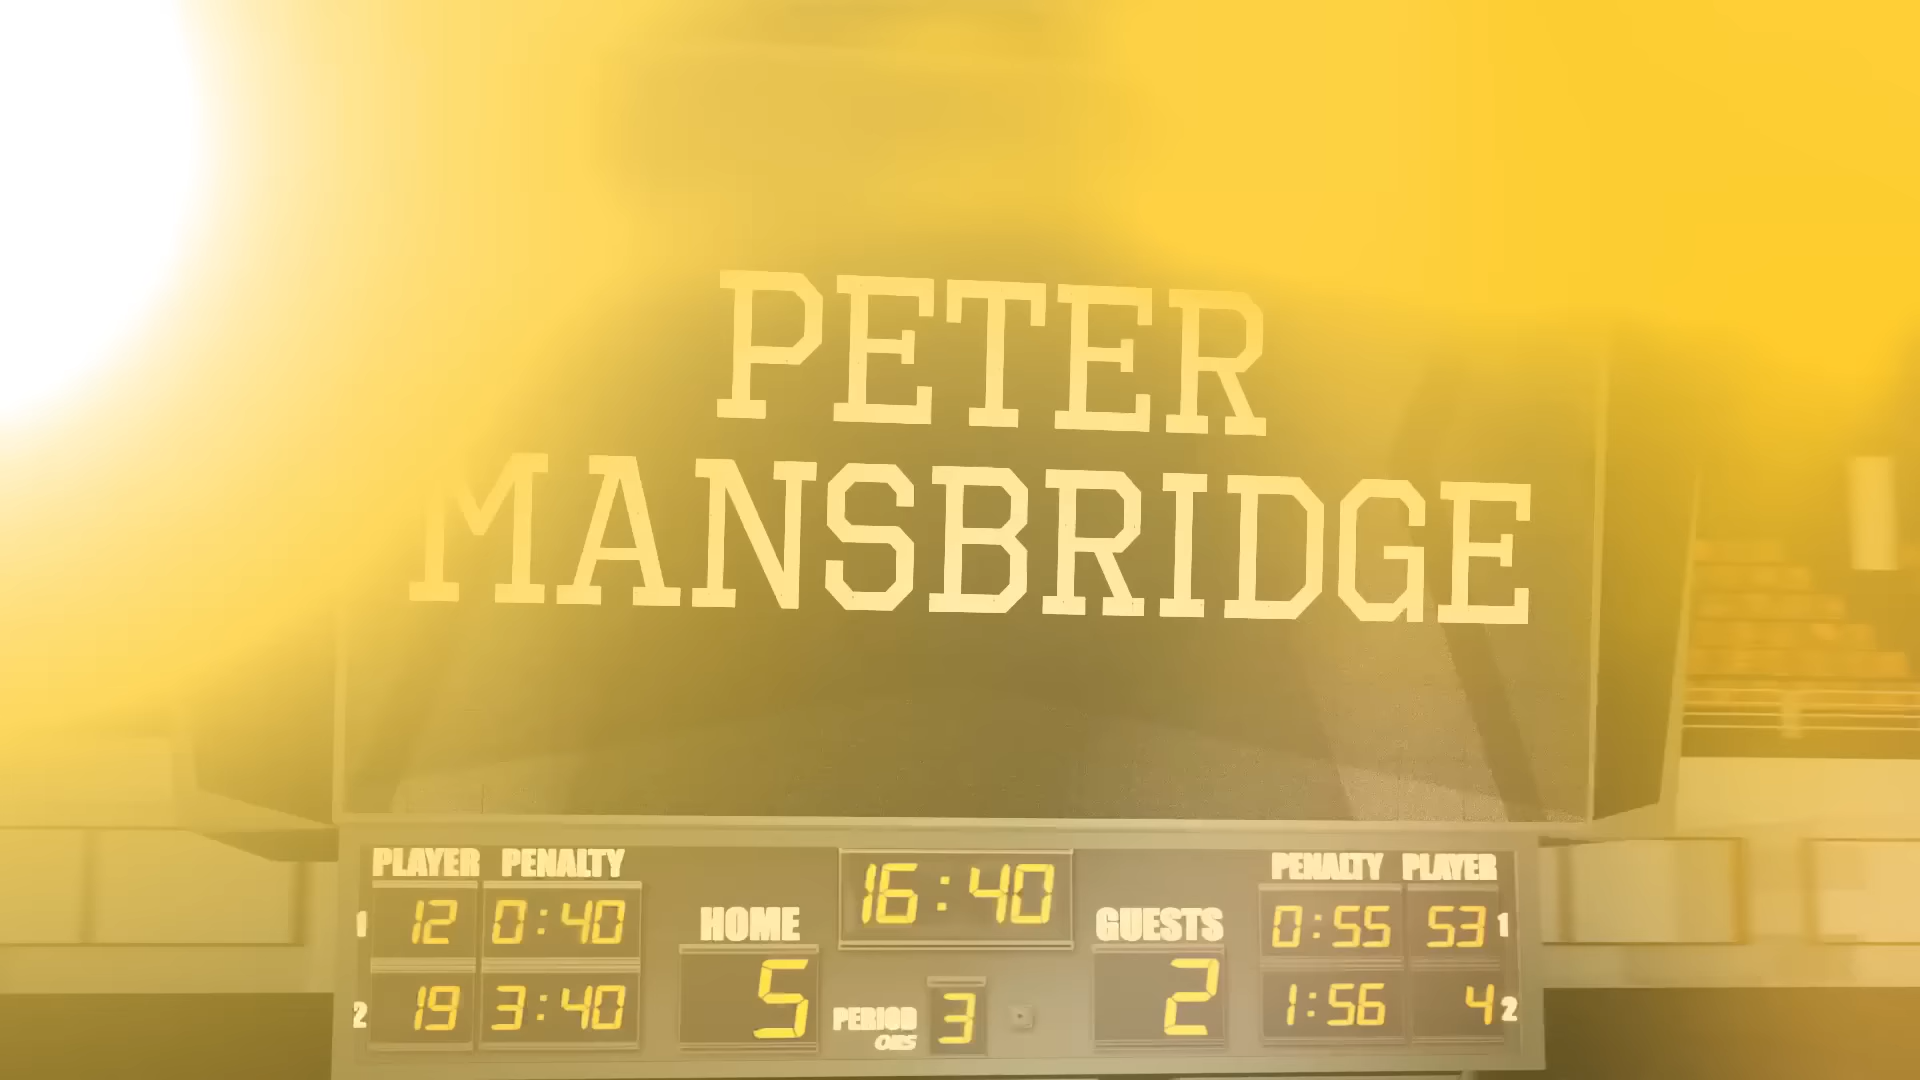 PETER
MANSBRIDGE
PLAYER PENALTY
1 12 0:40
2 19 3:40
HOME
5
16:40
PERIOD 3
GUESTS
2
PENALTY PLAYER
0:55 53 1
1:56 4 2